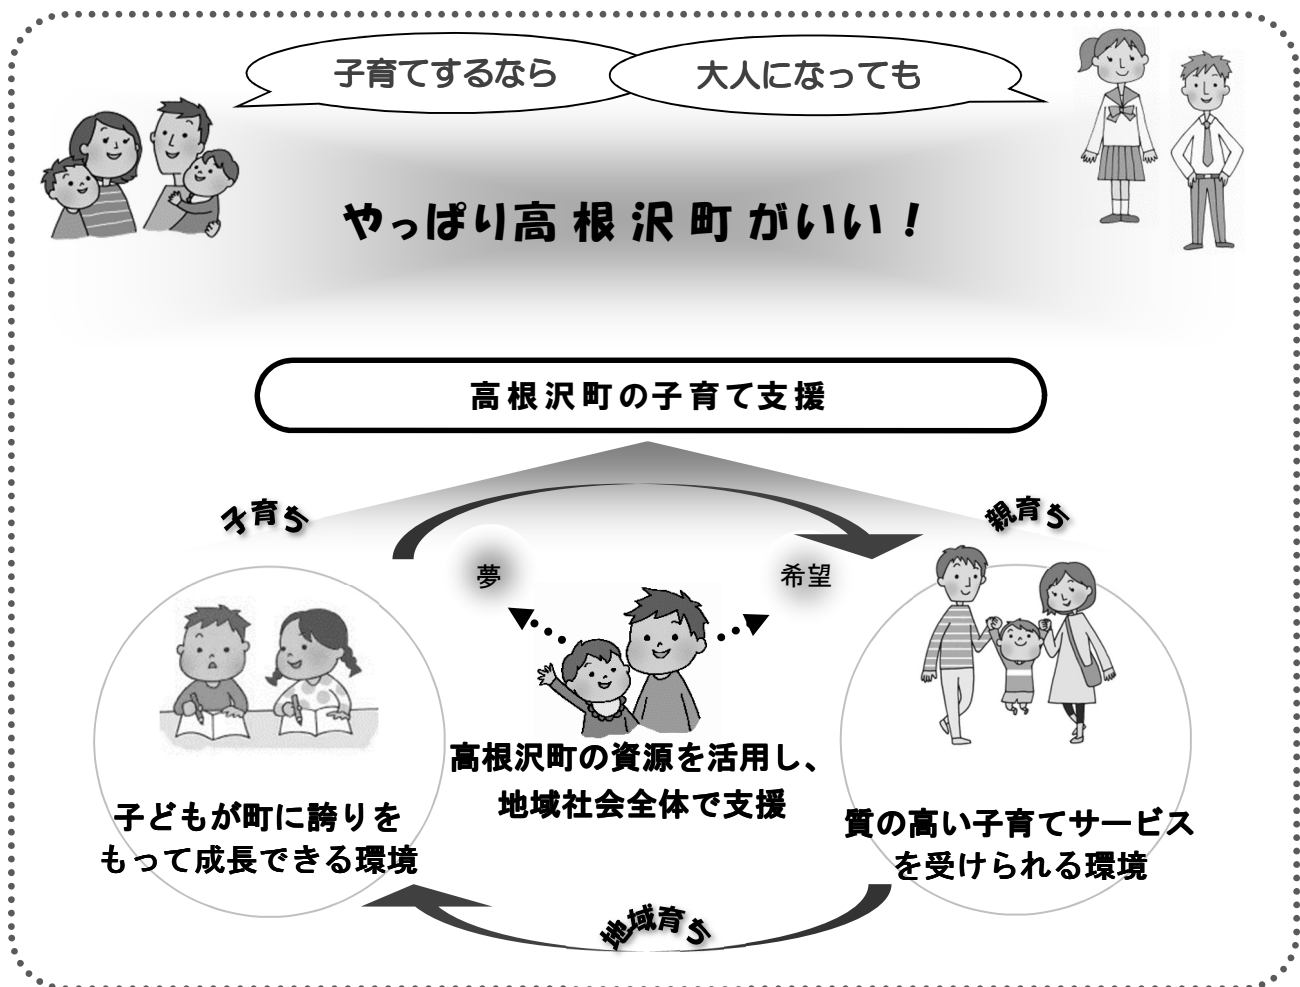 子育てするなら
大人になっても
やっぱり高根沢町がいい！
高根沢町の子育て支援
子育ち
親育ち
夢
希望
高根沢町の資源を活用し、
地域社会全体で支援
子どもが町に誇りを
もって成長できる環境
質の高い子育てサービス
を受けられる環境
地域育ち